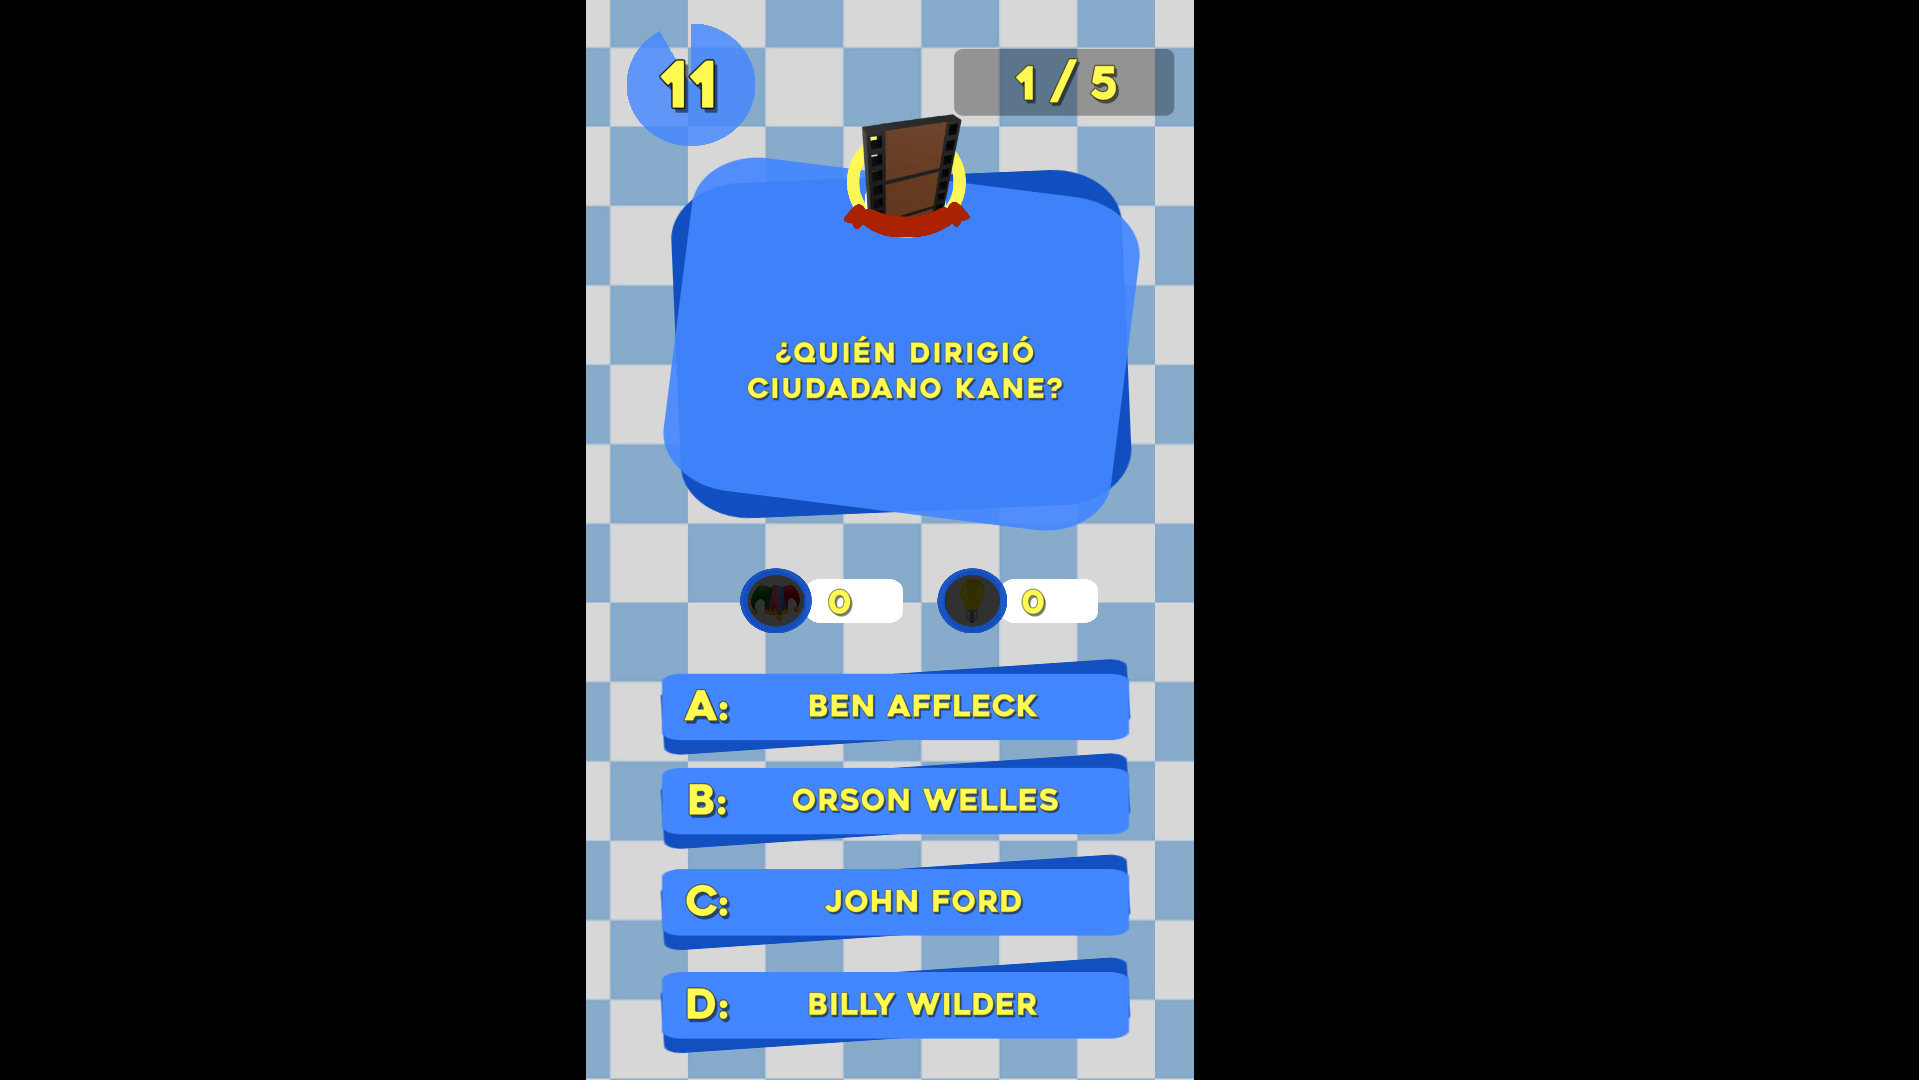 11
1 / 5
¿QUIÉN DIRIGIÓ
CIUDADANO KANE?
0
0
A: BEN AFFLECK
B: ORSON WELLES
C: JOHN FORD
D: BILLY WILDER